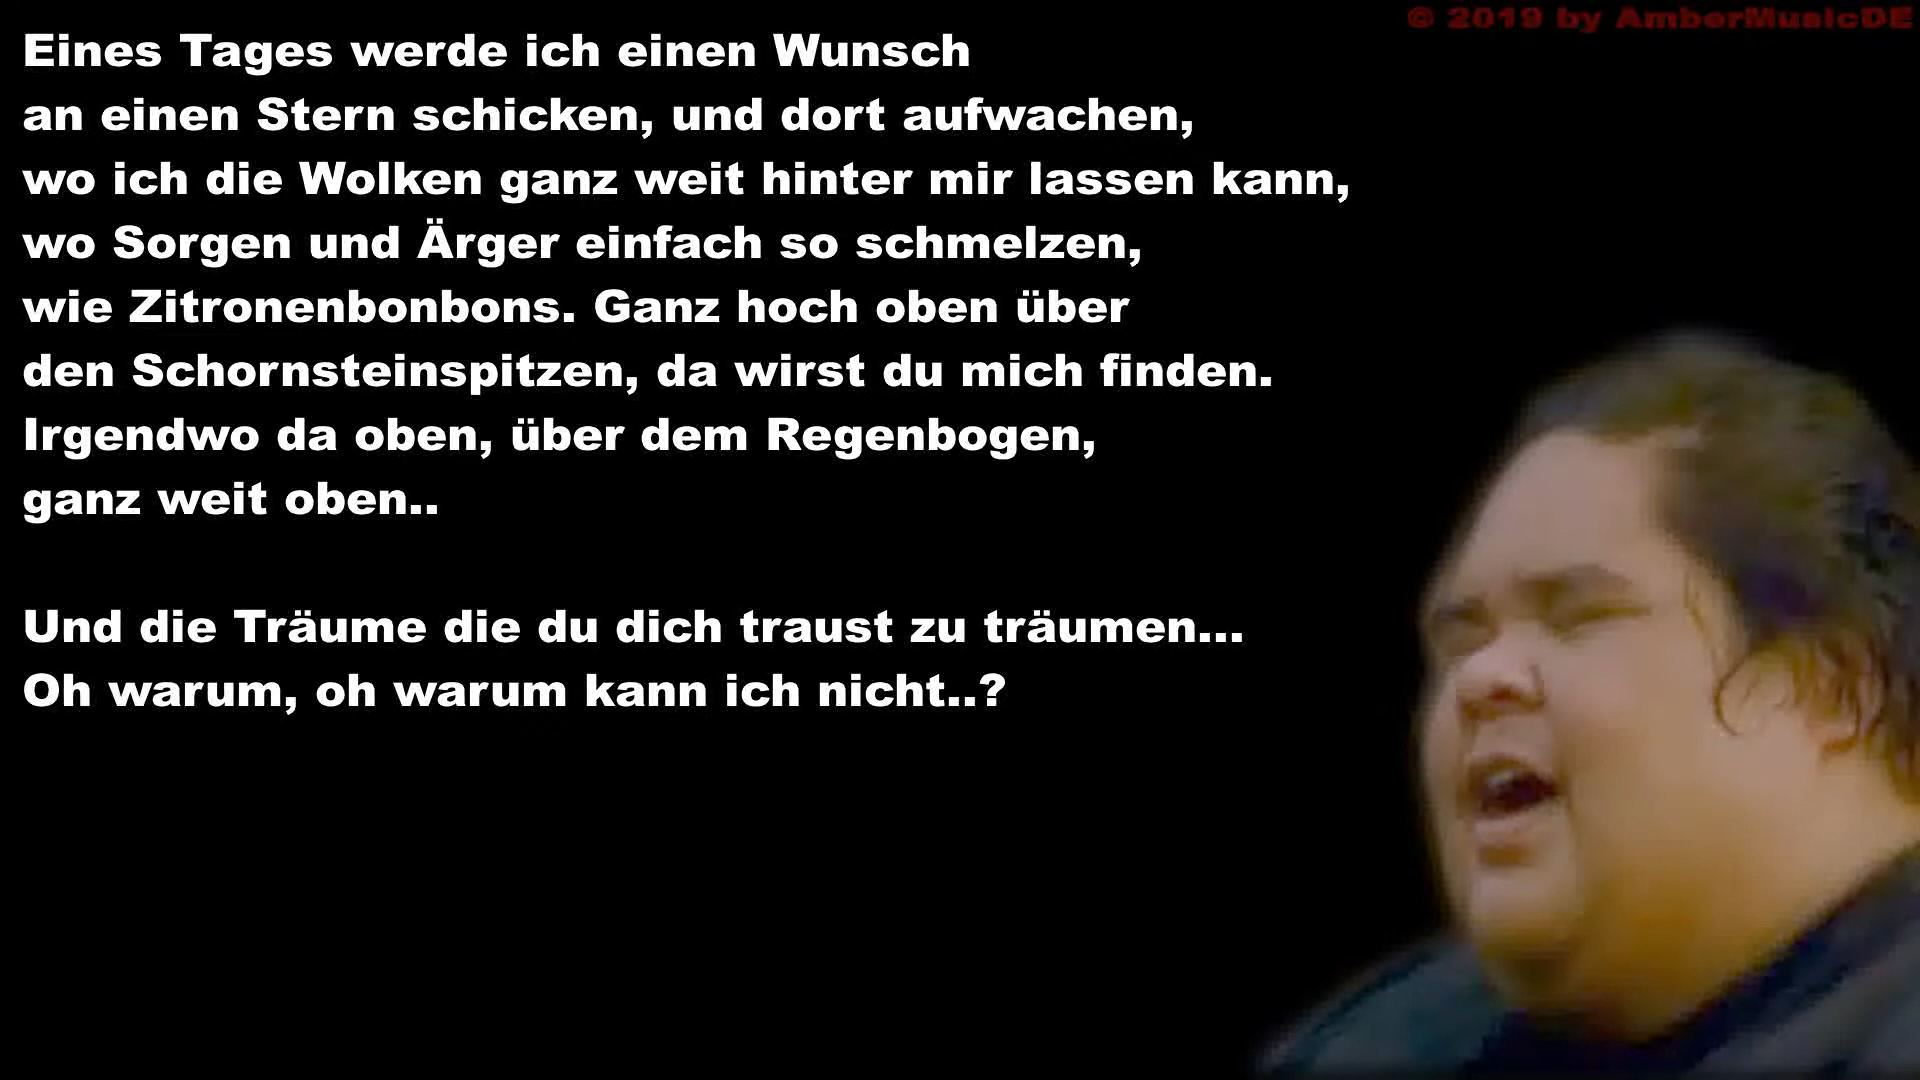 © 2019 by AmberMusicDE
Eines Tages werde ich einen Wunsch
an einen Stern schicken, und dort aufwachen,
wo ich die Wolken ganz weit hinter mir lassen kann,
wo Sorgen und Ärger einfach so schmelzen,
wie Zitronenbonbons. Ganz hoch oben über
den Schornsteinspitzen, da wirst du mich finden.
Irgendwo da oben, über dem Regenbogen,
ganz weit oben..
Und die Träume die du dich traust zu träumen...
Oh warum, oh warum kann ich nicht..?